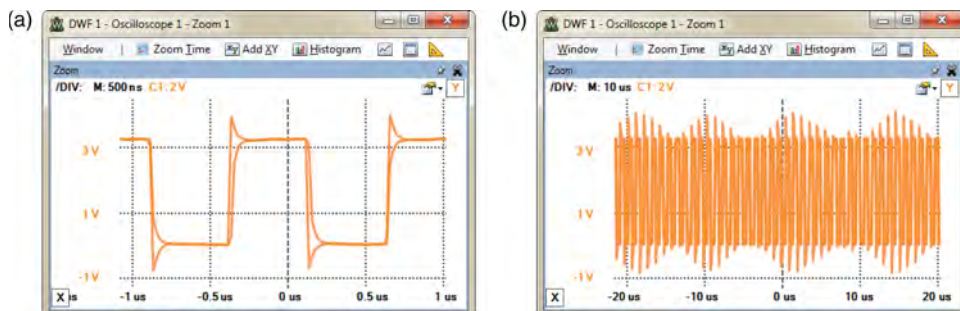 (a)
DWF 1 - Oscilloscope 1 - Zoom 1
Window | Zoom Time Add XY Histogram
Zoom
/DIV: M: 500 ns C1: 2 V
Y
3 V
1 V
-1 V
X
-1 us -0.5 us 0 us 0.5 us 1 us
(b)
DWF 1 - Oscilloscope 1 - Zoom 1
Window | Zoom Time Add XY Histogram
Zoom
/DIV: M: 10 us C1: 2 V
Y
3 V
1 V
-1 V
X
-20 us -10 us 0 us 10 us 20 us